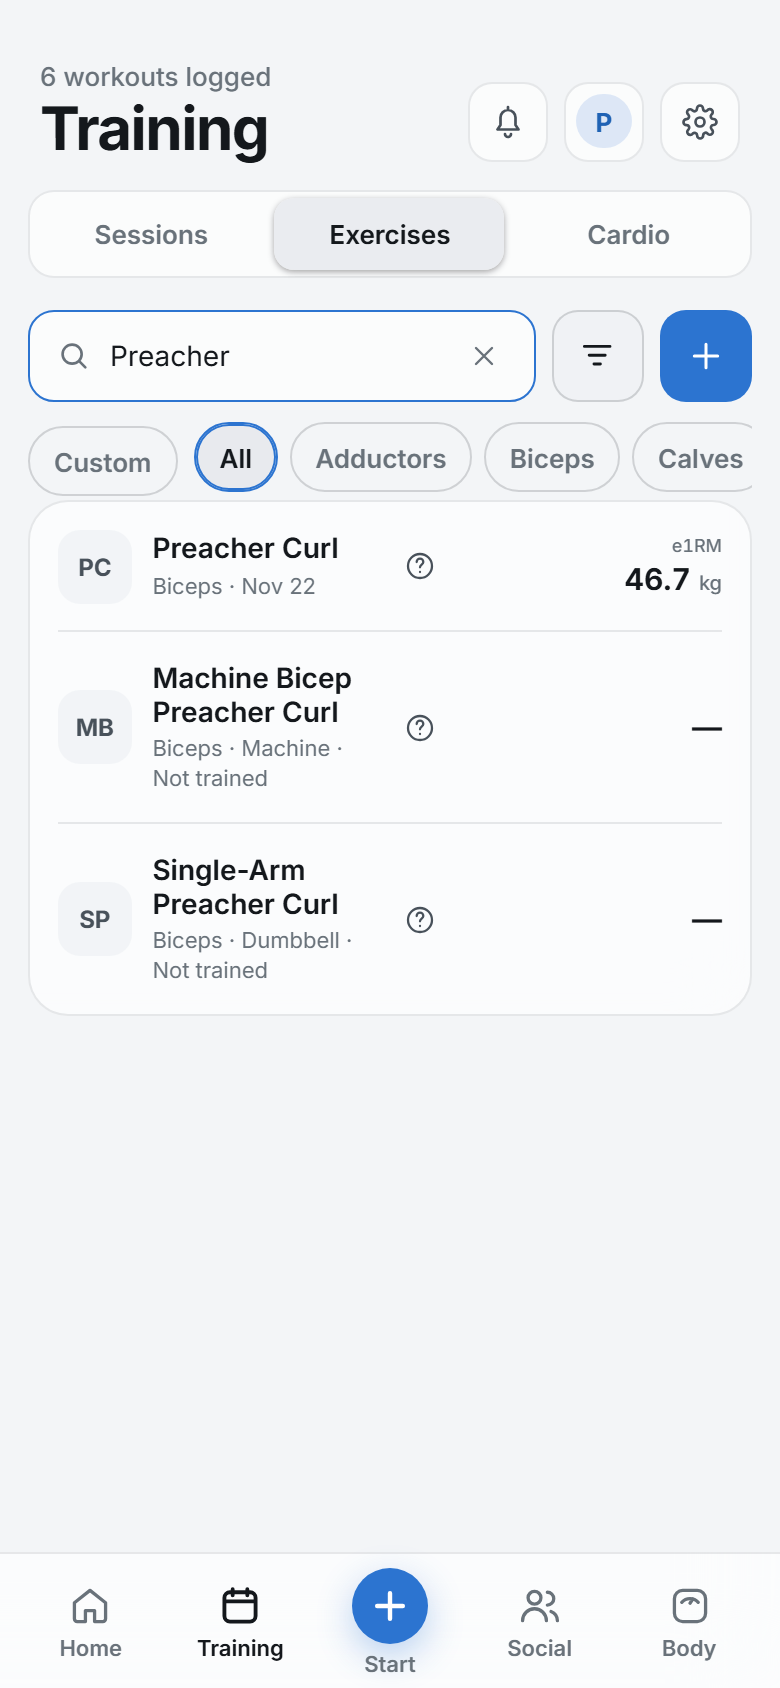 6 workouts logged
Training
P
Sessions
Exercises
Cardio
Preacher
Custom
All
Adductors
Biceps
Calves
PC
Preacher Curl
Biceps · Nov 22
e1RM
46.7 kg
MB
Machine Bicep
Preacher Curl
Biceps · Machine ·
Not trained
—
SP
Single-Arm
Preacher Curl
Biceps · Dumbbell ·
Not trained
—
Home
Training
Start
Social
Body